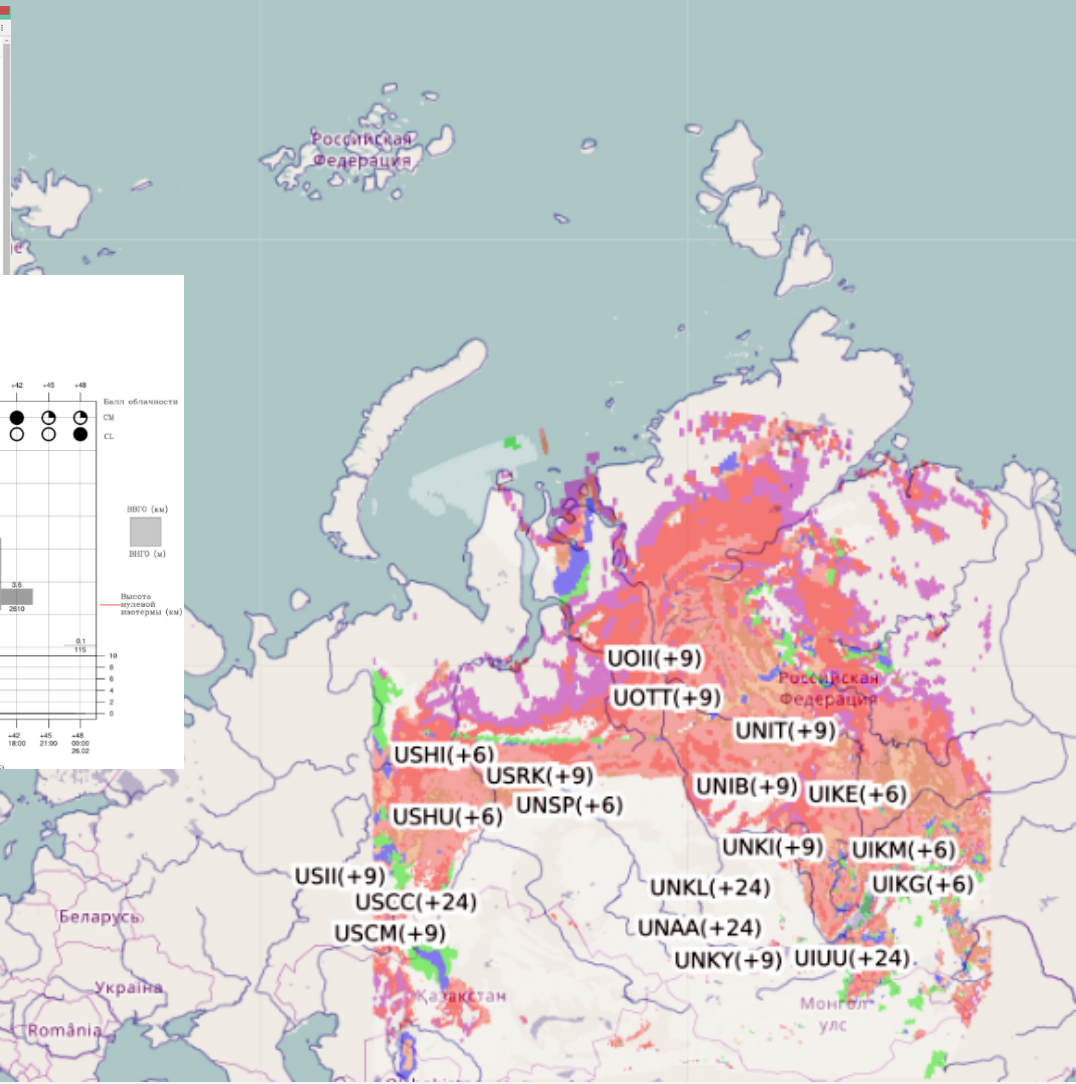 Российская
Федерация
+42
+45
+48
Балл облачности
CM
CL
ВВГО (км)
ВНГО (м)
3.6
2610
Высота
нулевой
изотермы (км)
0.1
115
10
8
6
4
2
0
+42
18:00
+45
21:00
+48
00:00
26.02
UOII(+9)
UOTT(+9)
Российская
Федерация
UNIT(+9)
USHI(+6)
USRK(+9)
UNIB(+9)
UIKE(+6)
UNSP(+6)
USHU(+6)
UNKI(+9)
UIKM(+6)
USII(+9)
UNKL(+24)
UIKG(+6)
USCC(+24)
Беларусь
UNAA(+24)
USCM(+9)
UNKY(+9)
UIUU(+24)
Україна
Қазақстан
Монгол
улс
România